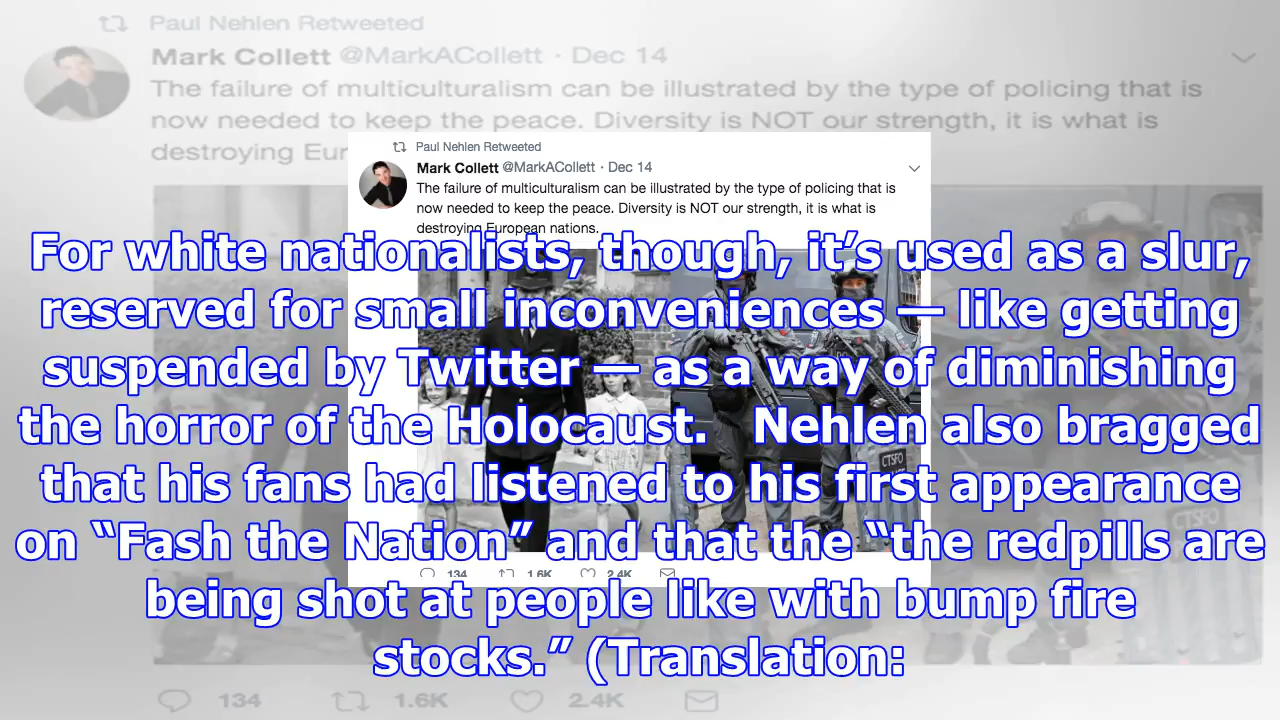 Paul Nehlen Retweeted
Mark Collett @MarkACollett · Dec 14
The failure of multiculturalism can be illustrated by the type of policing that is
now needed to keep the peace. Diversity is NOT our strength, it is what is
destroying Eur
Paul Nehlen Retweeted
Mark Collett @MarkACollett · Dec 14
The failure of multiculturalism can be illustrated by the type of policing that is
now needed to keep the peace. Diversity is NOT our strength, it is what is
destroying European nations.
For white nationalists, though, it’s used as a slur,
reserved for small inconveniences — like getting
suspended by Twitter — as a way of diminishing
the horror of the Holocaust. Nehlen also bragged
that his fans had listened to his first appearance
on “Fash the Nation” and that the “the redpills are
being shot at people like with bump fire
stocks.” (Translation:
CTSFO
CTSFO
134 1.6K 2.4K
134 1.6K 2.4K